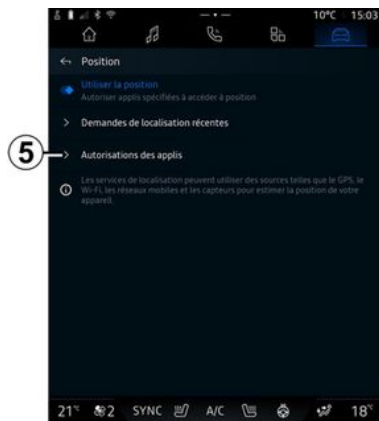 10°C 15:03
Position
Utiliser la position
Autoriser applis spécifiées à accéder à position
Demandes de localisation récentes
5
Autorisations des applis
Les services de localisation peuvent utiliser des sources telles que le GPS, le
Wi-Fi, les réseaux mobiles et les capteurs pour estimer la position de votre
appareil.
21°C 2 SYNC A/C 18°C